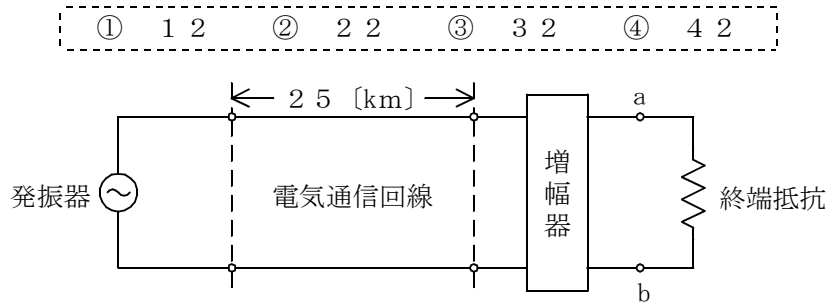 ① 12 ② 22 ③ 32 ④ 42
25〔km〕
a
発振器
電気通信回線
増幅器
終端抵抗
b